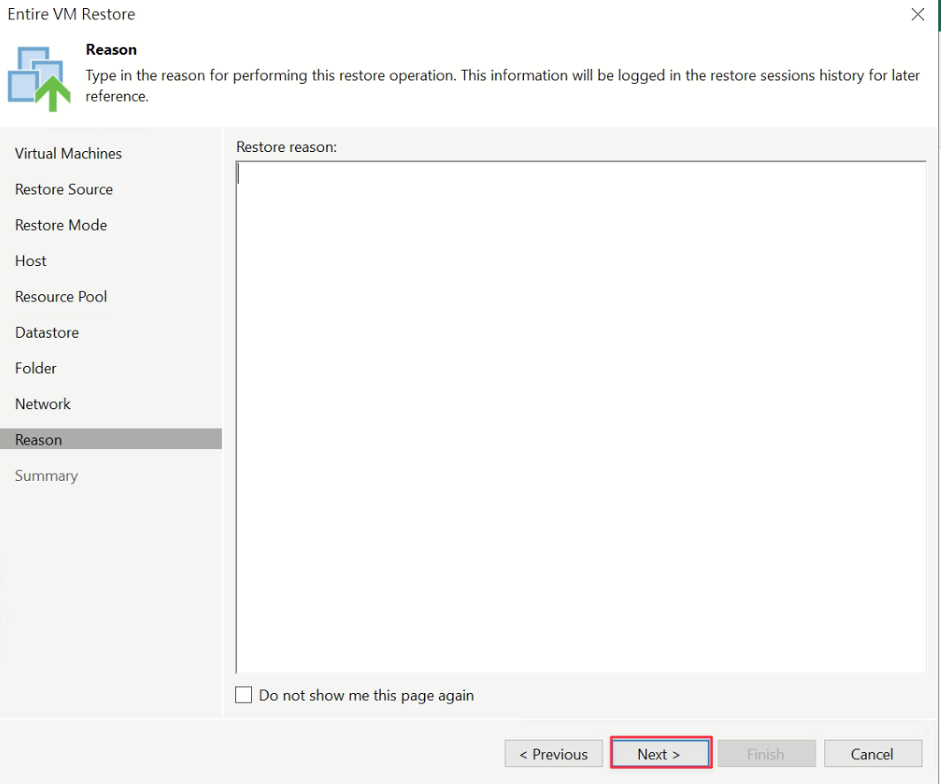 Entire VM Restore
Reason
Type in the reason for performing this restore operation. This information will be logged in the restore sessions history for later
reference.
Virtual Machines
Restore Source
Restore Mode
Host
Resource Pool
Datastore
Folder
Network
Reason
Summary
Restore reason:
Do not show me this page again
< Previous
Next >
Finish
Cancel